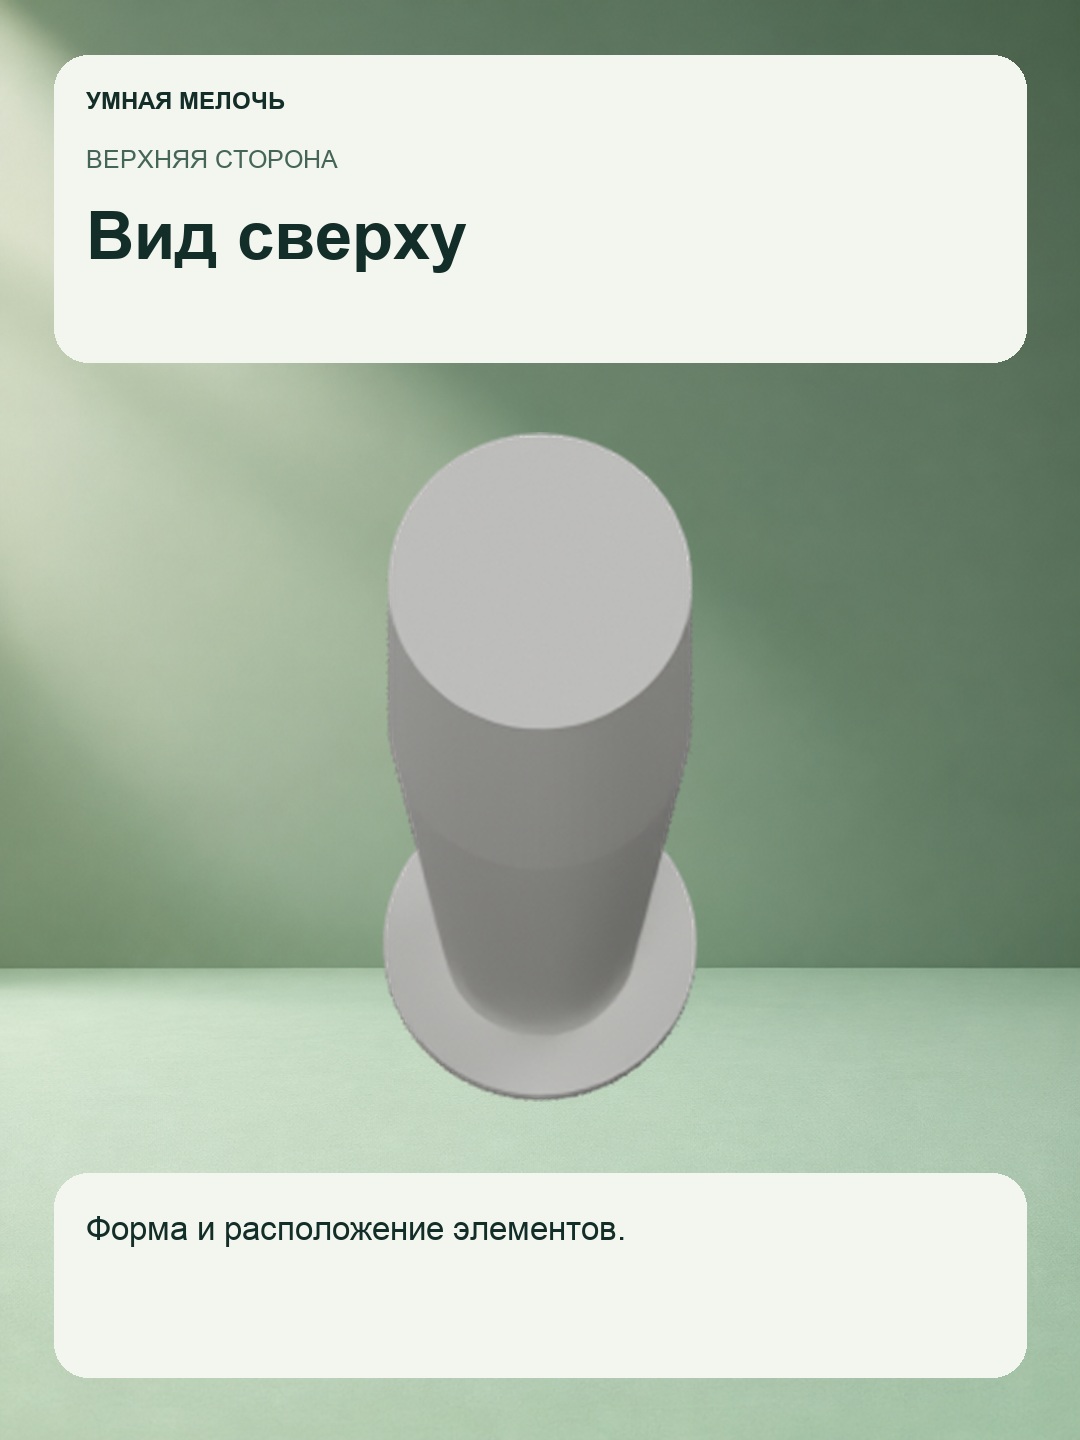 УМНАЯ МЕЛОЧЬ
ВЕРХНЯЯ СТОРОНА
Вид сверху
Форма и расположение элементов.